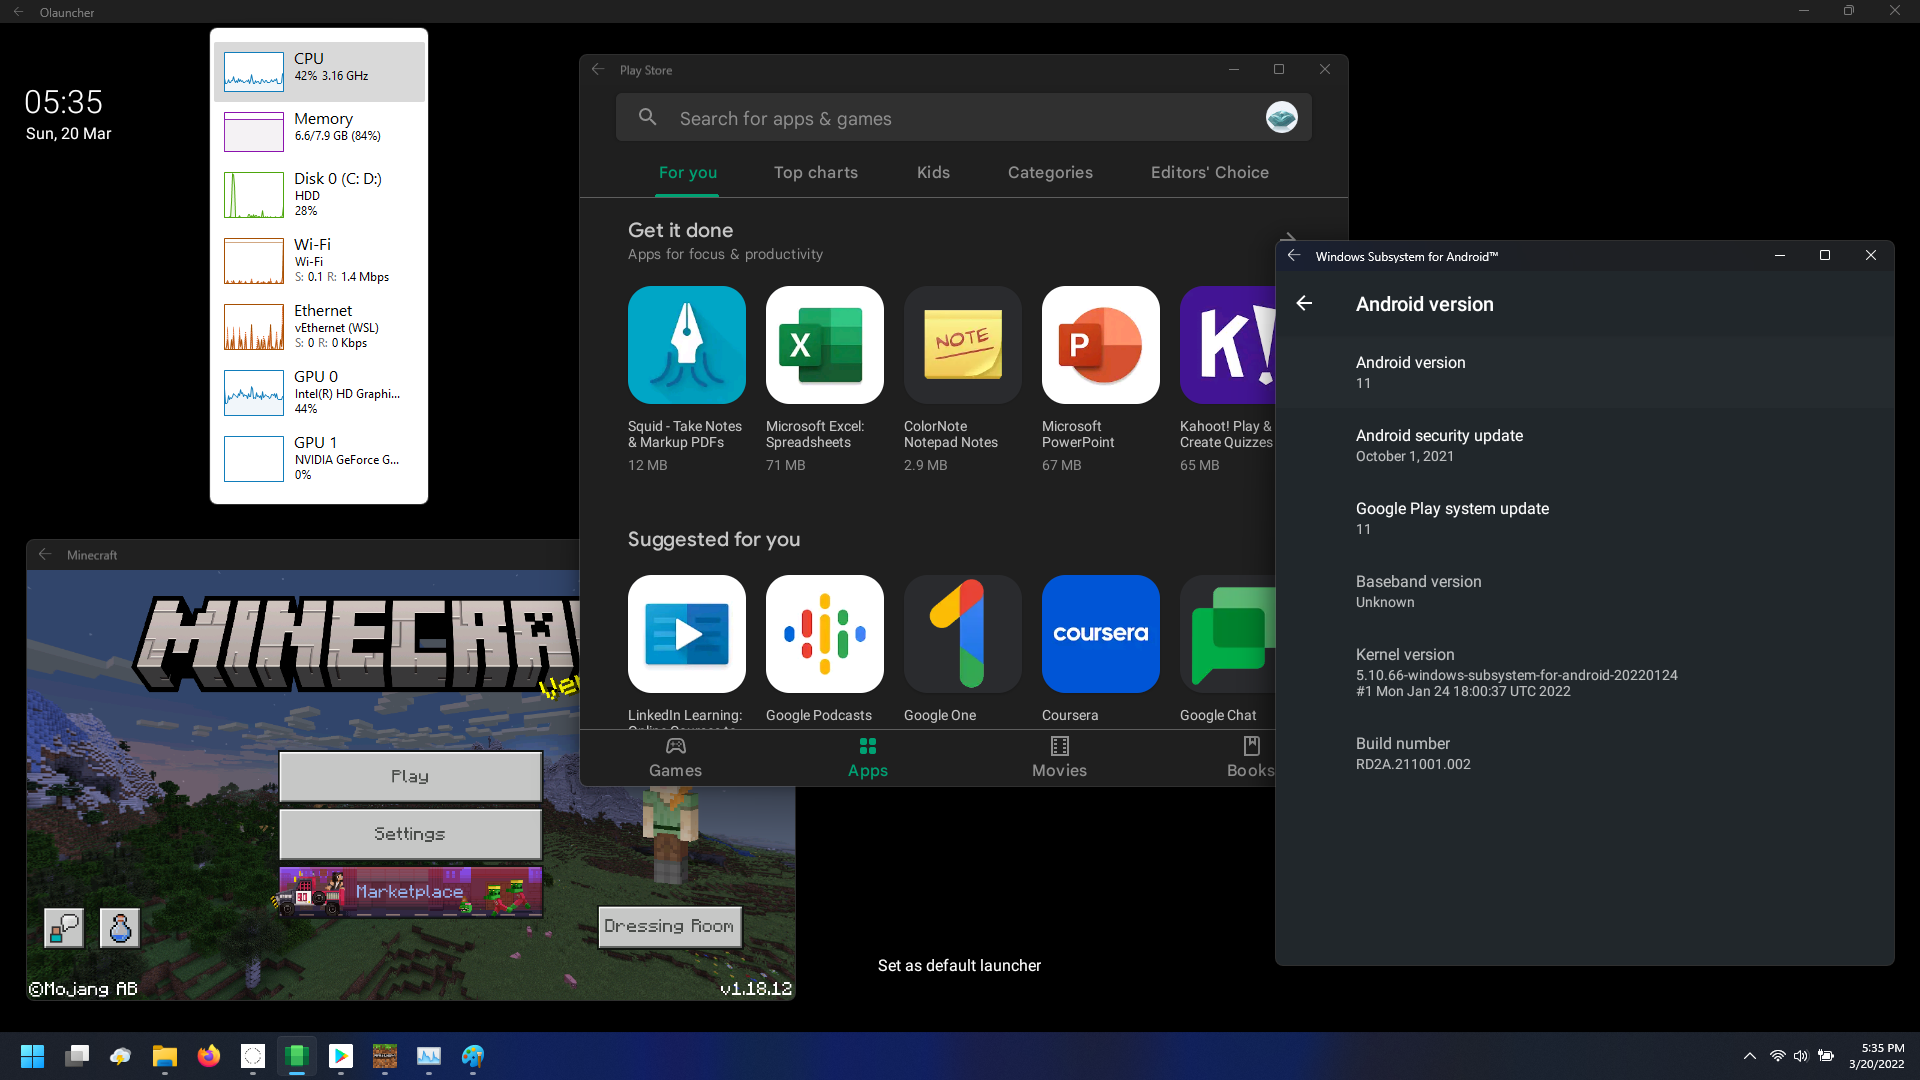 Olauncher
05:35
Sun, 20 Mar
CPU
42% 3.16 GHz
Memory
6.6/7.9 GB (84%)
Disk 0 (C: D:)
HDD
28%
Wi-Fi
Wi-Fi
S: 0.1 R: 1.4 Mbps
Ethernet
vEthernet (WSL)
S: 0 R: 0 Kbps
GPU 0
Intel(R) HD Graphi...
44%
GPU 1
NVIDIA GeForce G...
0%
Play Store
Search for apps & games
For you
Top charts
Kids
Categories
Editors' Choice
Get it done
Apps for focus & productivity
NOTE
X
P
K!
Squid - Take Notes
& Markup PDFs
12 MB
Microsoft Excel:
Spreadsheets
71 MB
ColorNote
Notepad Notes
2.9 MB
Microsoft
PowerPoint
67 MB
Kahoot! Play &
Create Quizzes
65 MB
Suggested for you
coursera
LinkedIn Learning:
Google Podcasts
Google One
Coursera
Google Chat
Games
Apps
Movies
Books
Windows Subsystem for Android™
Android version
Android version
11
Android security update
October 1, 2021
Google Play system update
11
Baseband version
Unknown
Kernel version
5.10.66-windows-subsystem-for-android-20220124
#1 Mon Jan 24 18:00:37 UTC 2022
Build number
RD2A.211001.002
Minecraft
MINECRA
Ver
Play
Settings
Marketplace
Dressing Room
©Mojang AB
v1.18.12
Set as default launcher
5:35 PM
3/20/2022